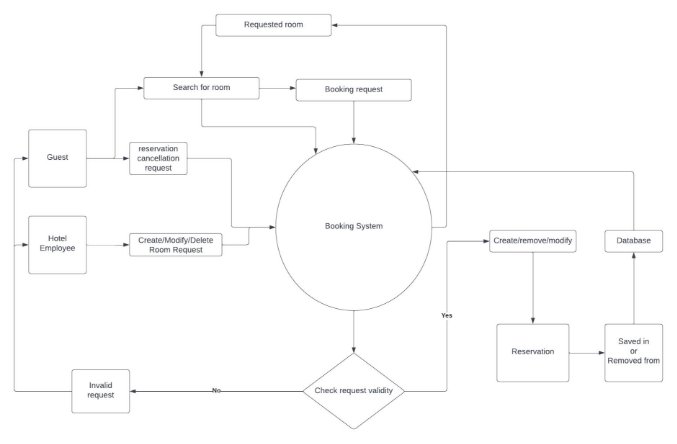 Requested room
Search for room
Booking request
Guest
reservation
cancellation
request
Hotel
Employee
Create/Modify/Delete
Room Request
Booking System
Create/remove/modify
Database
Yes
Reservation
Saved in
or
Removed from
Invalid
request
No
Check request validity